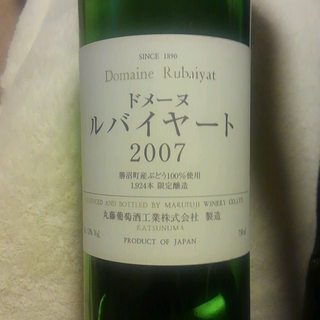 SINCE 1890
Domaine Rubaiyat
ドメーヌ
ルバイヤート
2007
勝沼町産ぶどう100%使用
1,924本 限定醸造
PRODUCED AND BOTTLED BY MARUFUJI WINERY CO.,LTD.
丸藤葡萄酒工業株式会社 製造
KATSUNUMA
PRODUCT OF JAPAN